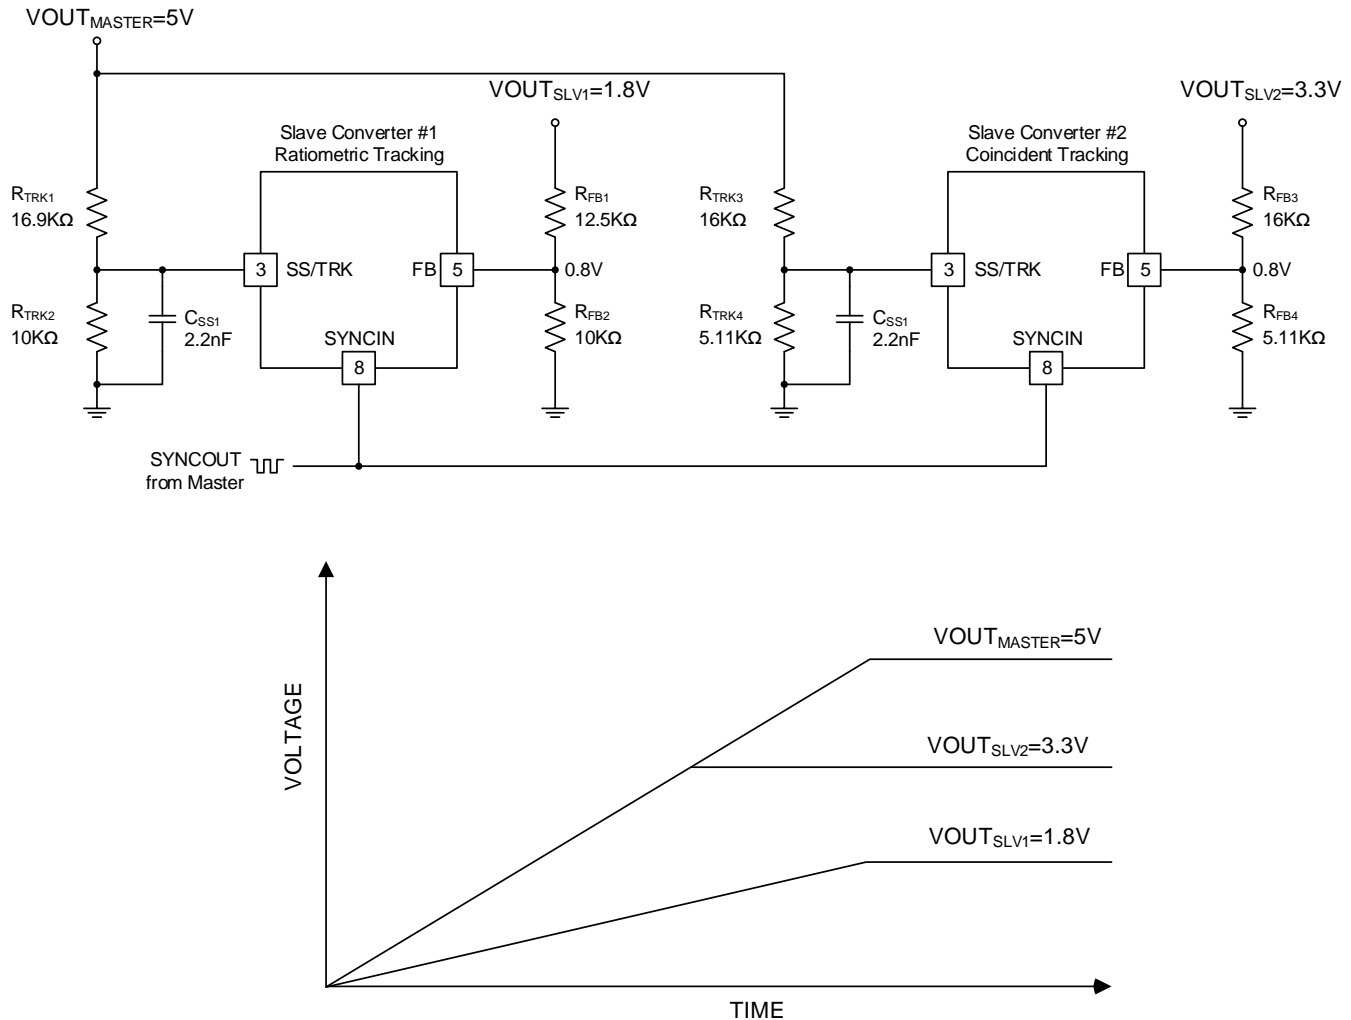 VOUTMASTER=5V
VOUTSLV1=1.8V
VOUTSLV2=3.3V
Slave Converter #1
Ratiometric Tracking
Slave Converter #2
Coincident Tracking
RTRK1
16.9KΩ
RFB1
12.5KΩ
RTRK3
16KΩ
RFB3
16KΩ
3
SS/TRK
FB
5
0.8V
3
SS/TRK
FB
5
0.8V
RTRK2
10KΩ
CSS1
2.2nF
RFB2
10KΩ
RTRK4
5.11KΩ
CSS1
2.2nF
RFB4
5.11KΩ
SYNCIN
8
SYNCIN
8
SYNCOUT
from Master
VOUTMASTER=5V
VOUTSLV2=3.3V
VOUTSLV1=1.8V
VOLTAGE
TIME